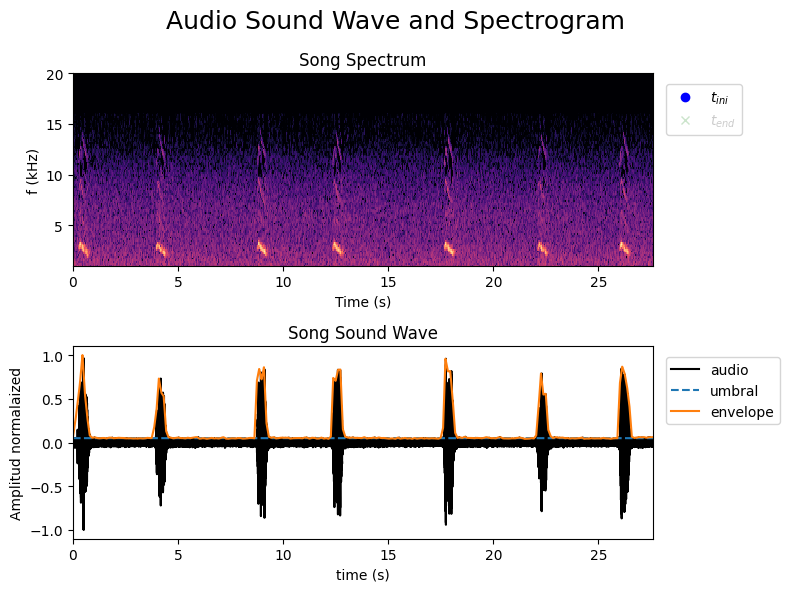 Audio Sound Wave and Spectrogram
Song Spectrum
20
15
10
5
f (kHz)
0 5 10 15 20 25
Time (s)
t_ini
t_end
Song Sound Wave
1.0
0.5
0.0
−0.5
−1.0
Amplitud normalaized
0 5 10 15 20 25
time (s)
audio
umbral
envelope